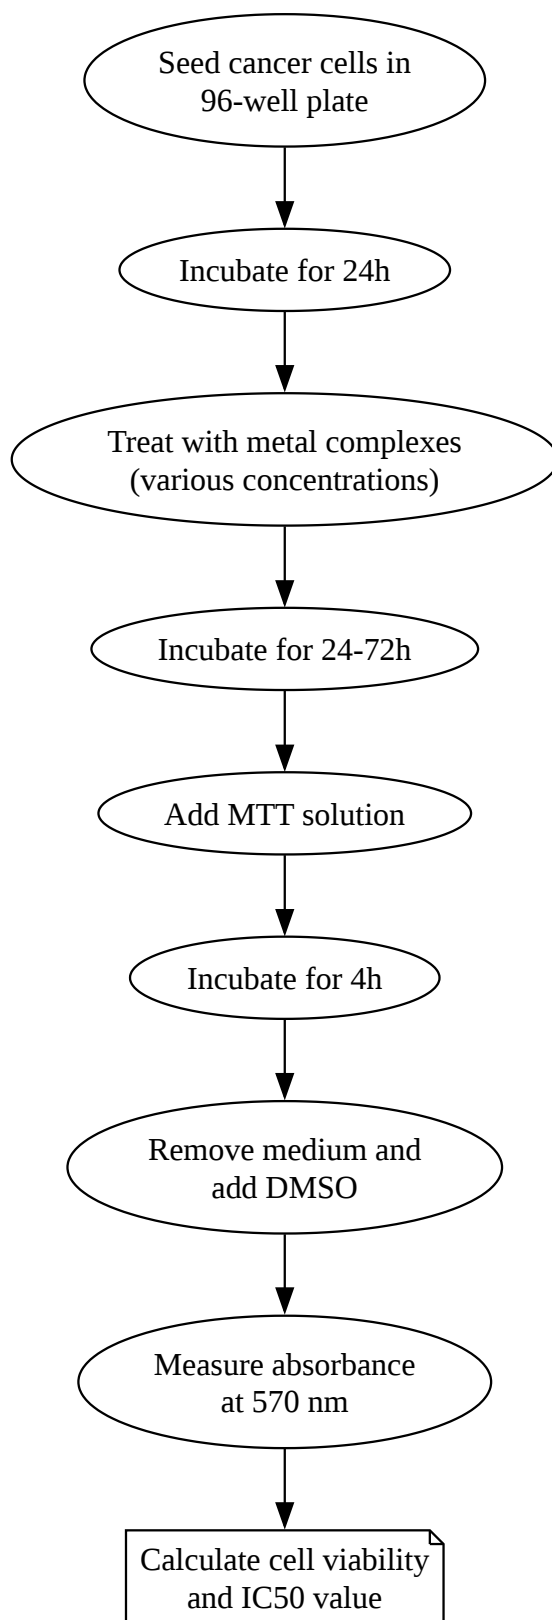 Seed cancer cells in
96-well plate
Incubate for 24h
Treat with metal complexes
(various concentrations)
Incubate for 24-72h
Add MTT solution
Incubate for 4h
Remove medium and
add DMSO
Measure absorbance
at 570 nm
Calculate cell viability
and IC50 value